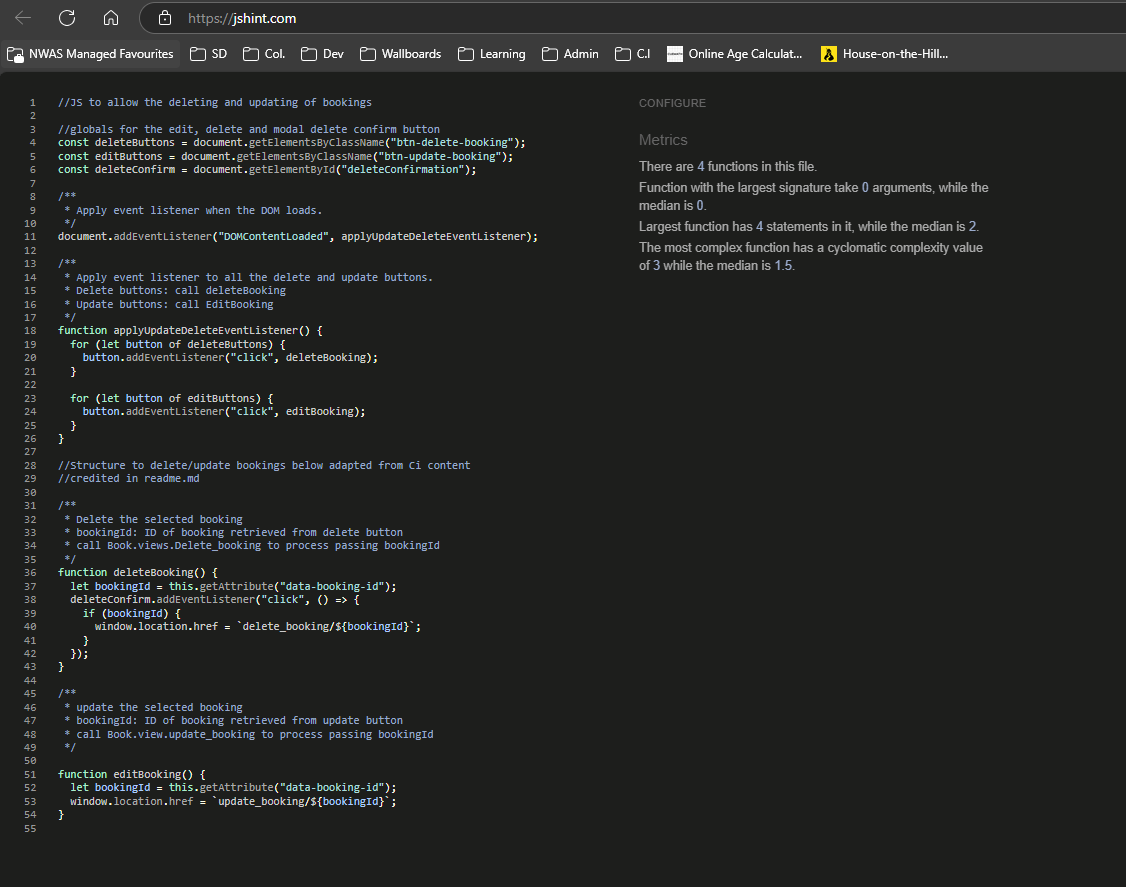 https://jshint.com
NWAS Managed Favourites SD Col. Dev Wallboards Learning Admin C.I Online Age Calculat... House-on-the-Hill...
1 //JS to allow the deleting and updating of bookings
2
3 //globals for the edit, delete and modal delete confirm button
4 const deleteButtons = document.getElementsByClassName("btn-delete-booking");
5 const editButtons = document.getElementsByClassName("btn-update-booking");
6 const deleteConfirm = document.getElementById("deleteConfirmation");
7
8 /**
9 * Apply event listener when the DOM loads.
10 */
11 document.addEventListener("DOMContentLoaded", applyUpdateDeleteEventListener);
12
13 /**
14 * Apply event listener to all the delete and update buttons.
15 * Delete buttons: call deleteBooking
16 * Update buttons: call EditBooking
17 */
18 function applyUpdateDeleteEventListener() {
19 for (let button of deleteButtons) {
20 button.addEventListener("click", deleteBooking);
21 }
22
23 for (let button of editButtons) {
24 button.addEventListener("click", editBooking);
25 }
26 }
27
28 //Structure to delete/update bookings below adapted from Ci content
29 //credited in readme.md
30
31 /**
32 * Delete the selected booking
33 * bookingId: ID of booking retrieved from delete button
34 * call Book.views.Delete_booking to process passing bookingId
35 */
36 function deleteBooking() {
37 let bookingId = this.getAttribute("data-booking-id");
38 deleteConfirm.addEventListener("click", () => {
39 if (bookingId) {
40 window.location.href = `delete_booking/${bookingId}`;
41 }
42 });
43 }
44
45 /**
46 * update the selected booking
47 * bookingId: ID of booking retrieved from update button
48 * call Book.view.update_booking to process passing bookingId
49 */
50
51 function editBooking() {
52 let bookingId = this.getAttribute("data-booking-id");
53 window.location.href = `update_booking/${bookingId}`;
54 }
55
CONFIGURE
Metrics
There are 4 functions in this file.
Function with the largest signature take 0 arguments, while the
median is 0.
Largest function has 4 statements in it, while the median is 2.
The most complex function has a cyclomatic complexity value
of 3 while the median is 1.5.